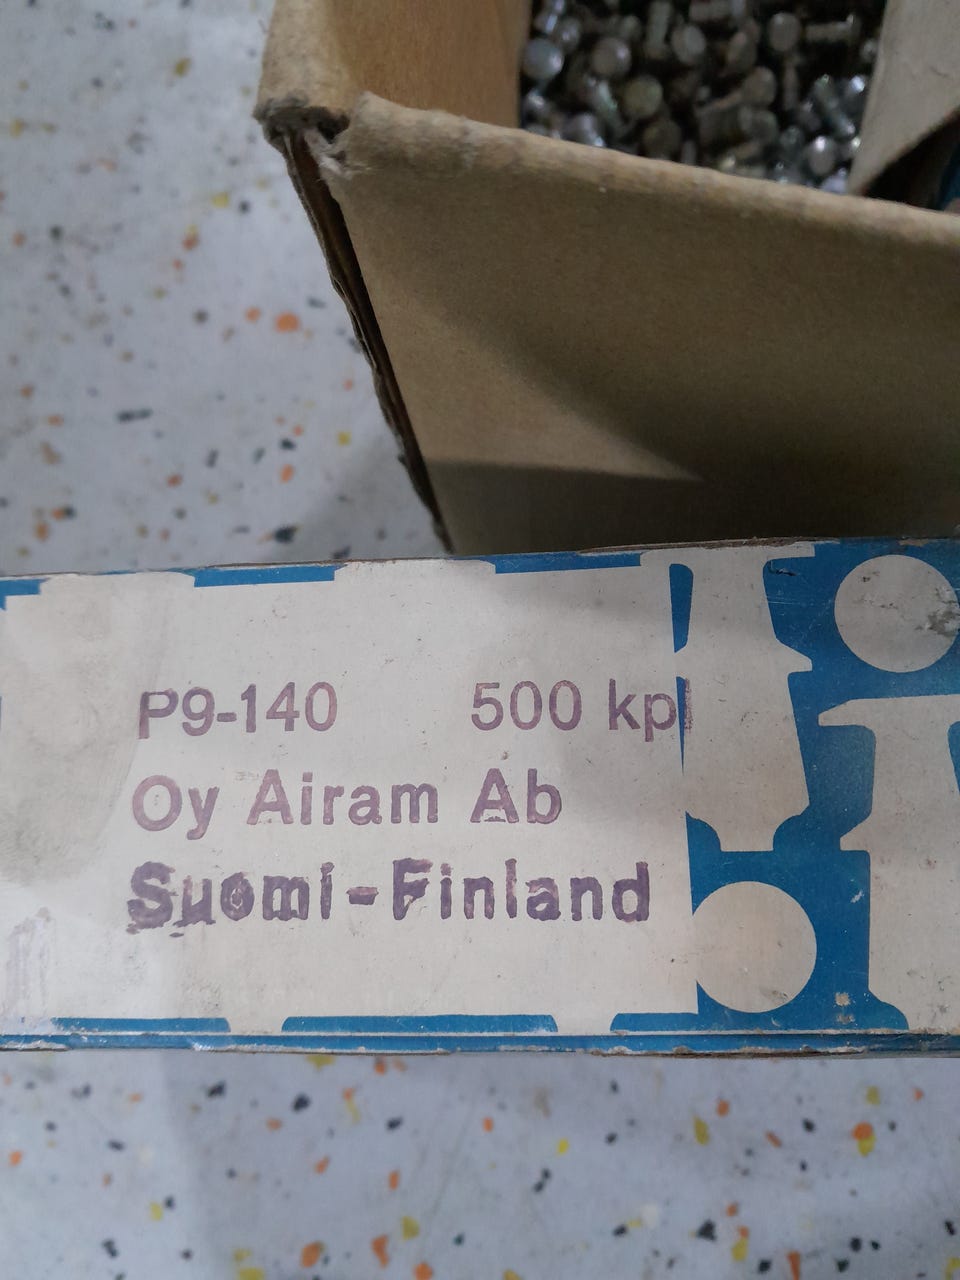 P9-140 500 kpl
Oy Airam Ab
Suomi-Finland